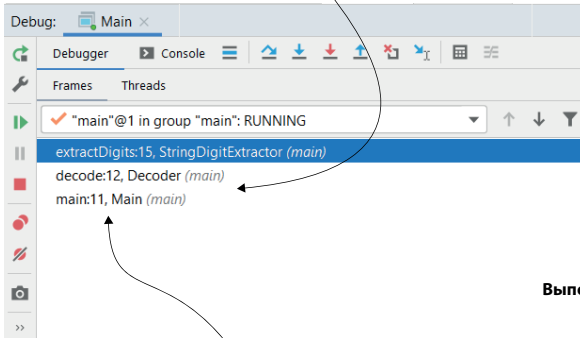 Debug: Main
Debugger Console
Frames Threads
"main"@1 in group "main": RUNNING
extractDigits:15, StringDigitExtractor (main)
decode:12, Decoder (main)
main:11, Main (main)